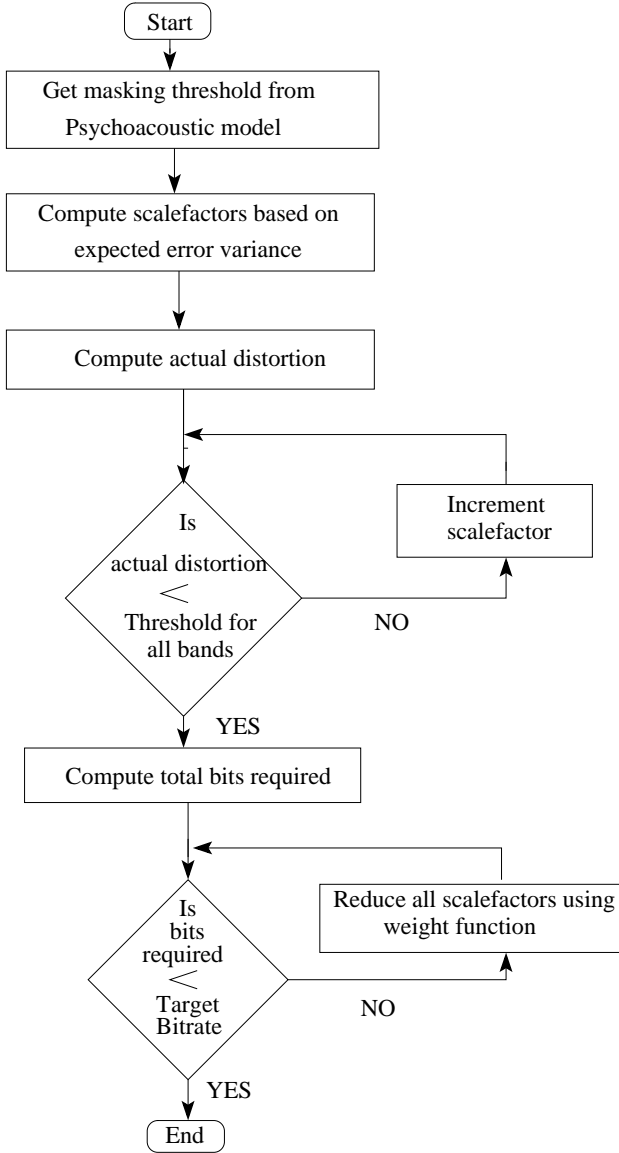 Start
Get masking threshold from
Psychoacoustic model
Compute scalefactors based on
expected error variance
Compute actual distortion
Is
actual distortion
<
Threshold for
all bands
Increment
scalefactor
NO
YES
Compute total bits required
Is
bits
required
<
Target
Bitrate
Reduce all scalefactors using
weight function
NO
YES
End